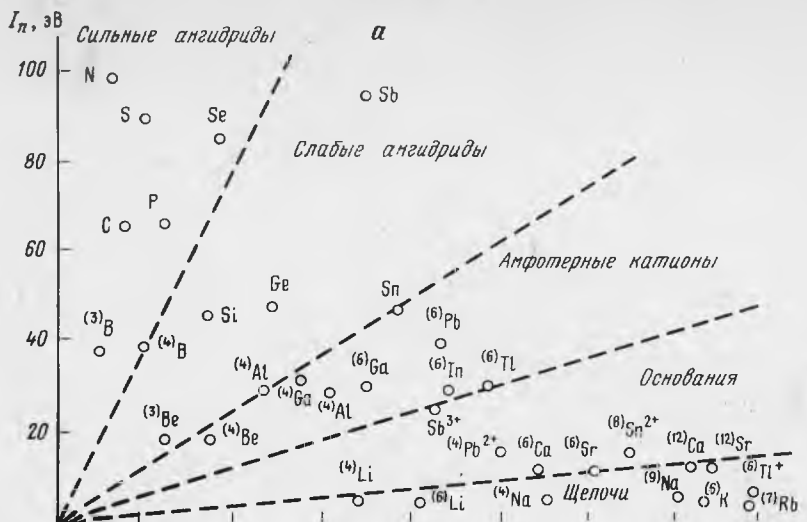 Iп, эВ
Сильные ангидриды
а
100
N
S
Se
Sb
80
Слабые ангидриды
C
P
60
Амфотерные катионы
Ge
Sn
Si
(6)Pb
40
(3)B
(4)B
(4)Al
(4)Ga
(4)Al
(6)Ga
(6)In
(6)Tl
Основания
Sb3+
20
(3)Be
(4)Be
(4)Pb2+
(6)Ca
(6)Sr
(8)Sn2+
(12)Ca
(12)Sr
(4)Li
(6)Li
(4)Na
Щелочи
(9)Na
(6)K
(6)Tl+
(7)Rb